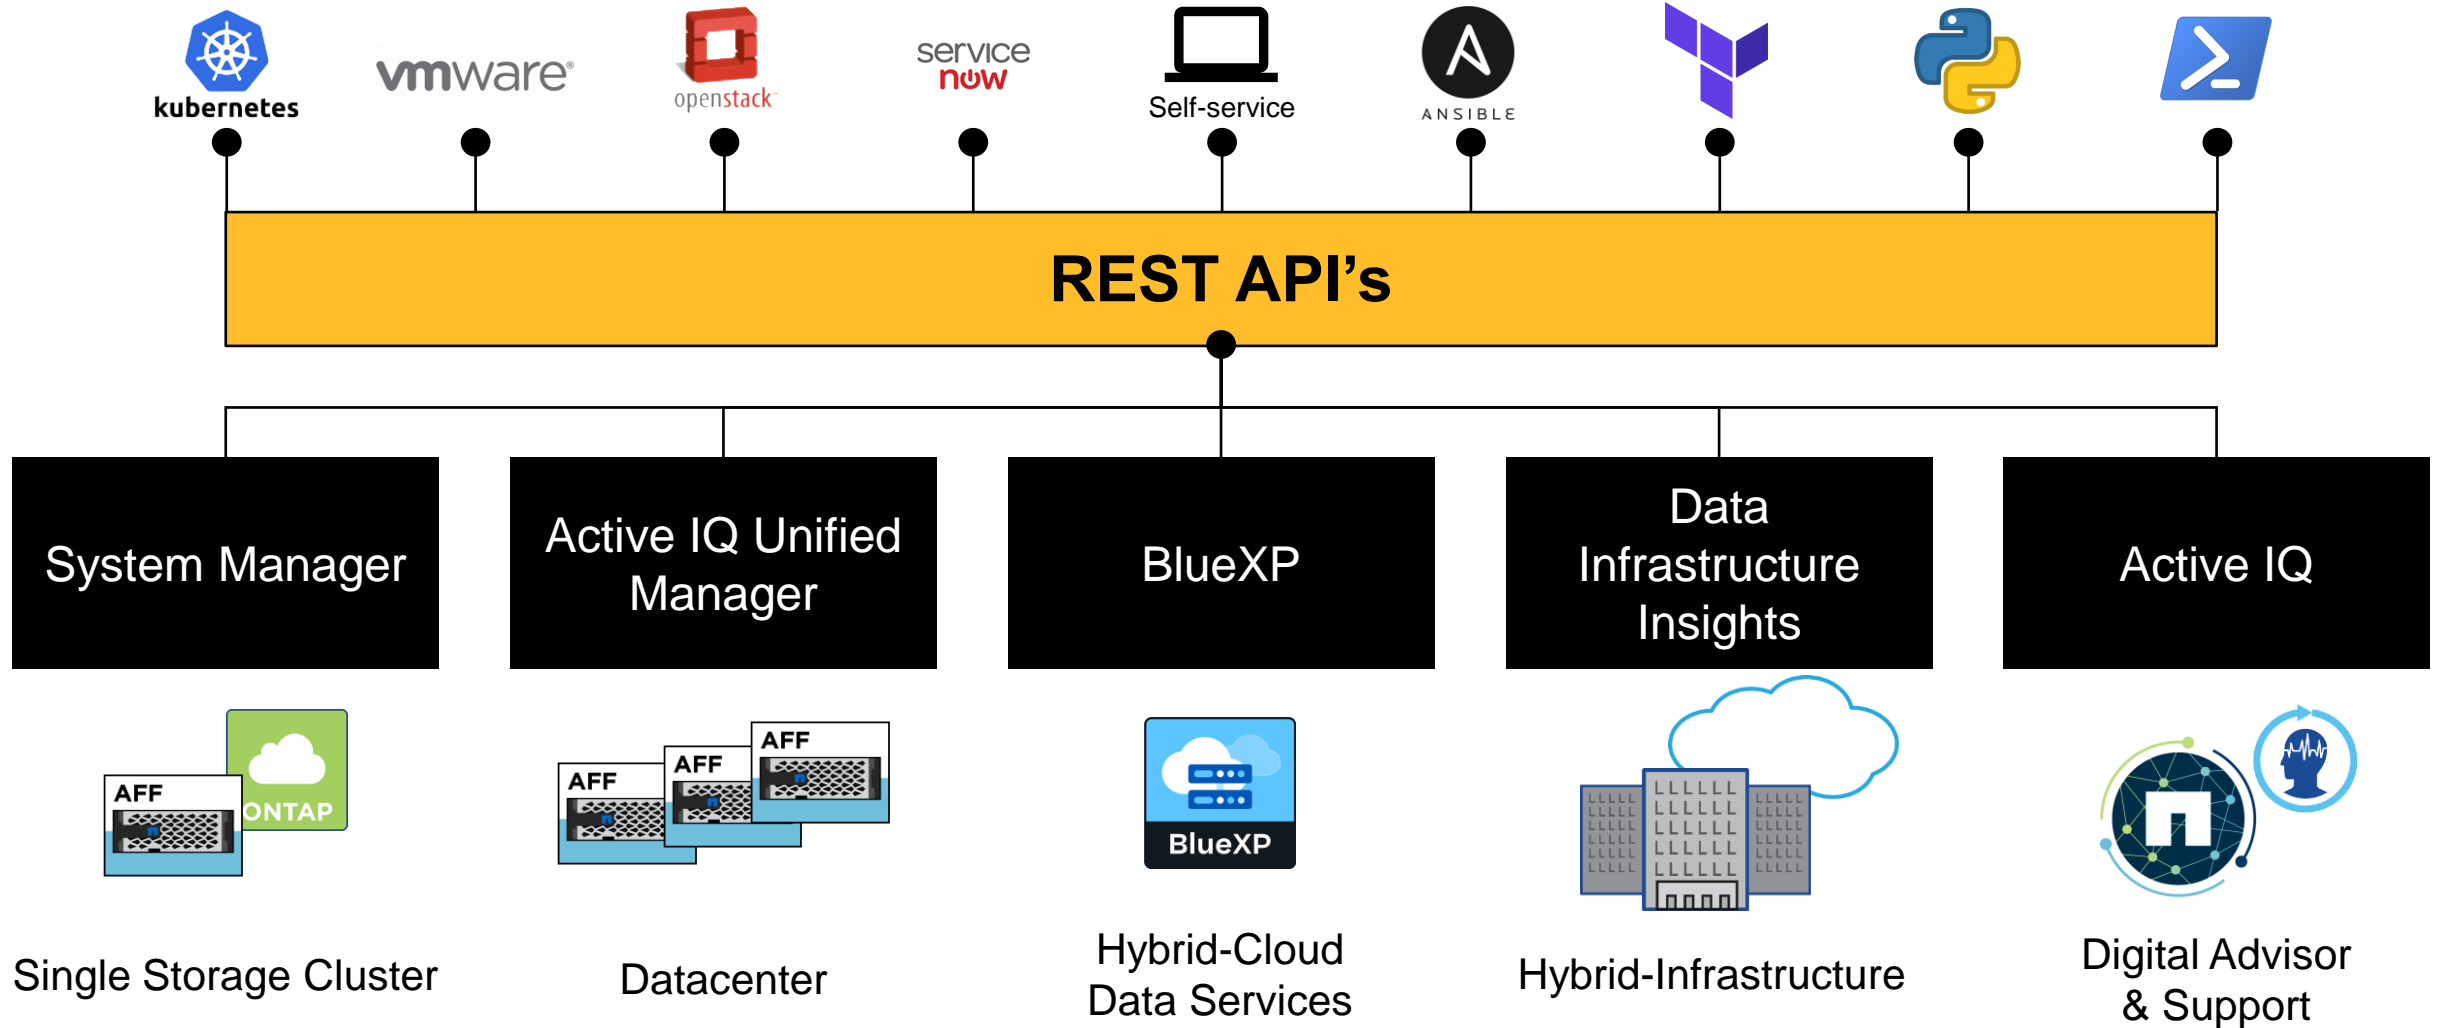 kubernetes
vmware®
openstack™
service
now
Self-service
ANSIBLE
REST API’s
System Manager
Active IQ Unified
Manager
BlueXP
Data
Infrastructure
Insights
Active IQ
ONTAP
AFF
AFF
AFF
AFF
BlueXP
Single Storage Cluster
Datacenter
Hybrid-Cloud
Data Services
Hybrid-Infrastructure
Digital Advisor
& Support